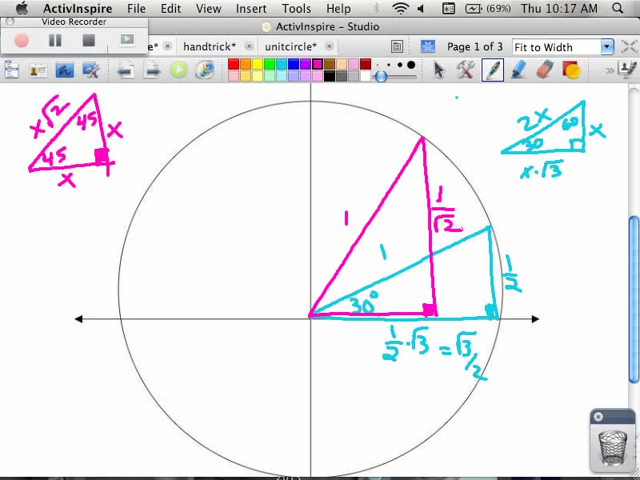 ActivInspire File Edit View Insert Tools Help (69%) Thu 10:17 AM
Video Recorder
ActivInspire - Studio
handtrick* unitcircle*
Page 1 of 3 Fit to Width
x√2
45
45
x
x
2x
60
30
x
x·√3
1
1
1/√2
30°
1/2
1/2 · √3 = √3/2